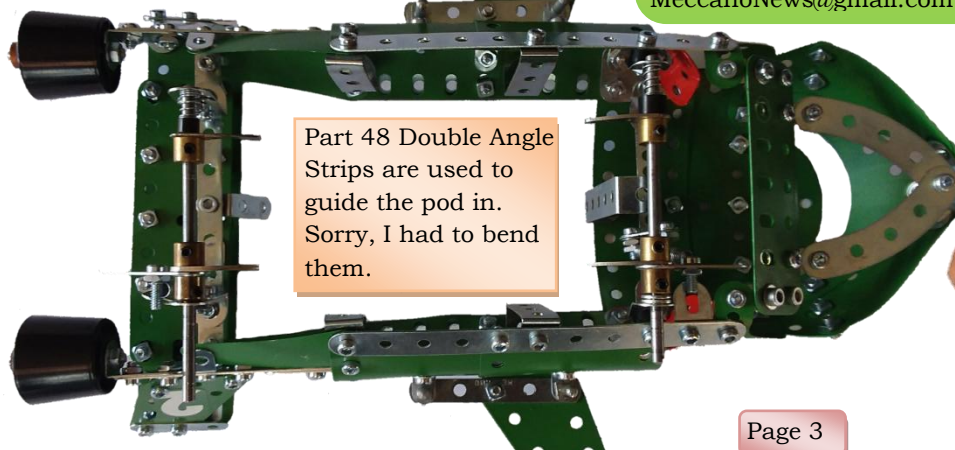 MeccanoNews@gmail.com
Part 48 Double Angle
Strips are used to
guide the pod in.
Sorry, I had to bend
them.
2
Page 3